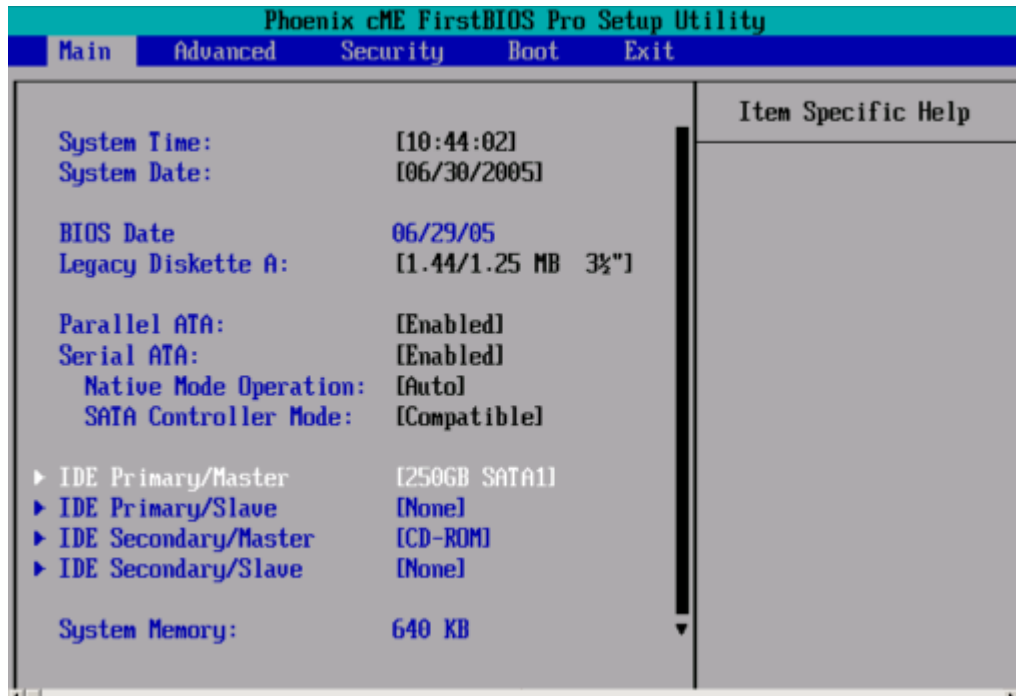 Phoenix cME FirstBIOS Pro Setup Utility
Main Advanced Security Boot Exit
Item Specific Help
System Time: [10:44:02]
System Date: [06/30/2005]
BIOS Date 06/29/05
Legacy Diskette A: [1.44/1.25 MB 3½"]
Parallel ATA: [Enabled]
Serial ATA: [Enabled]
Native Mode Operation: [Auto]
SATA Controller Mode: [Compatible]
IDE Primary/Master [250GB SATA1]
IDE Primary/Slave [None]
IDE Secondary/Master [CD-ROM]
IDE Secondary/Slave [None]
System Memory: 640 KB